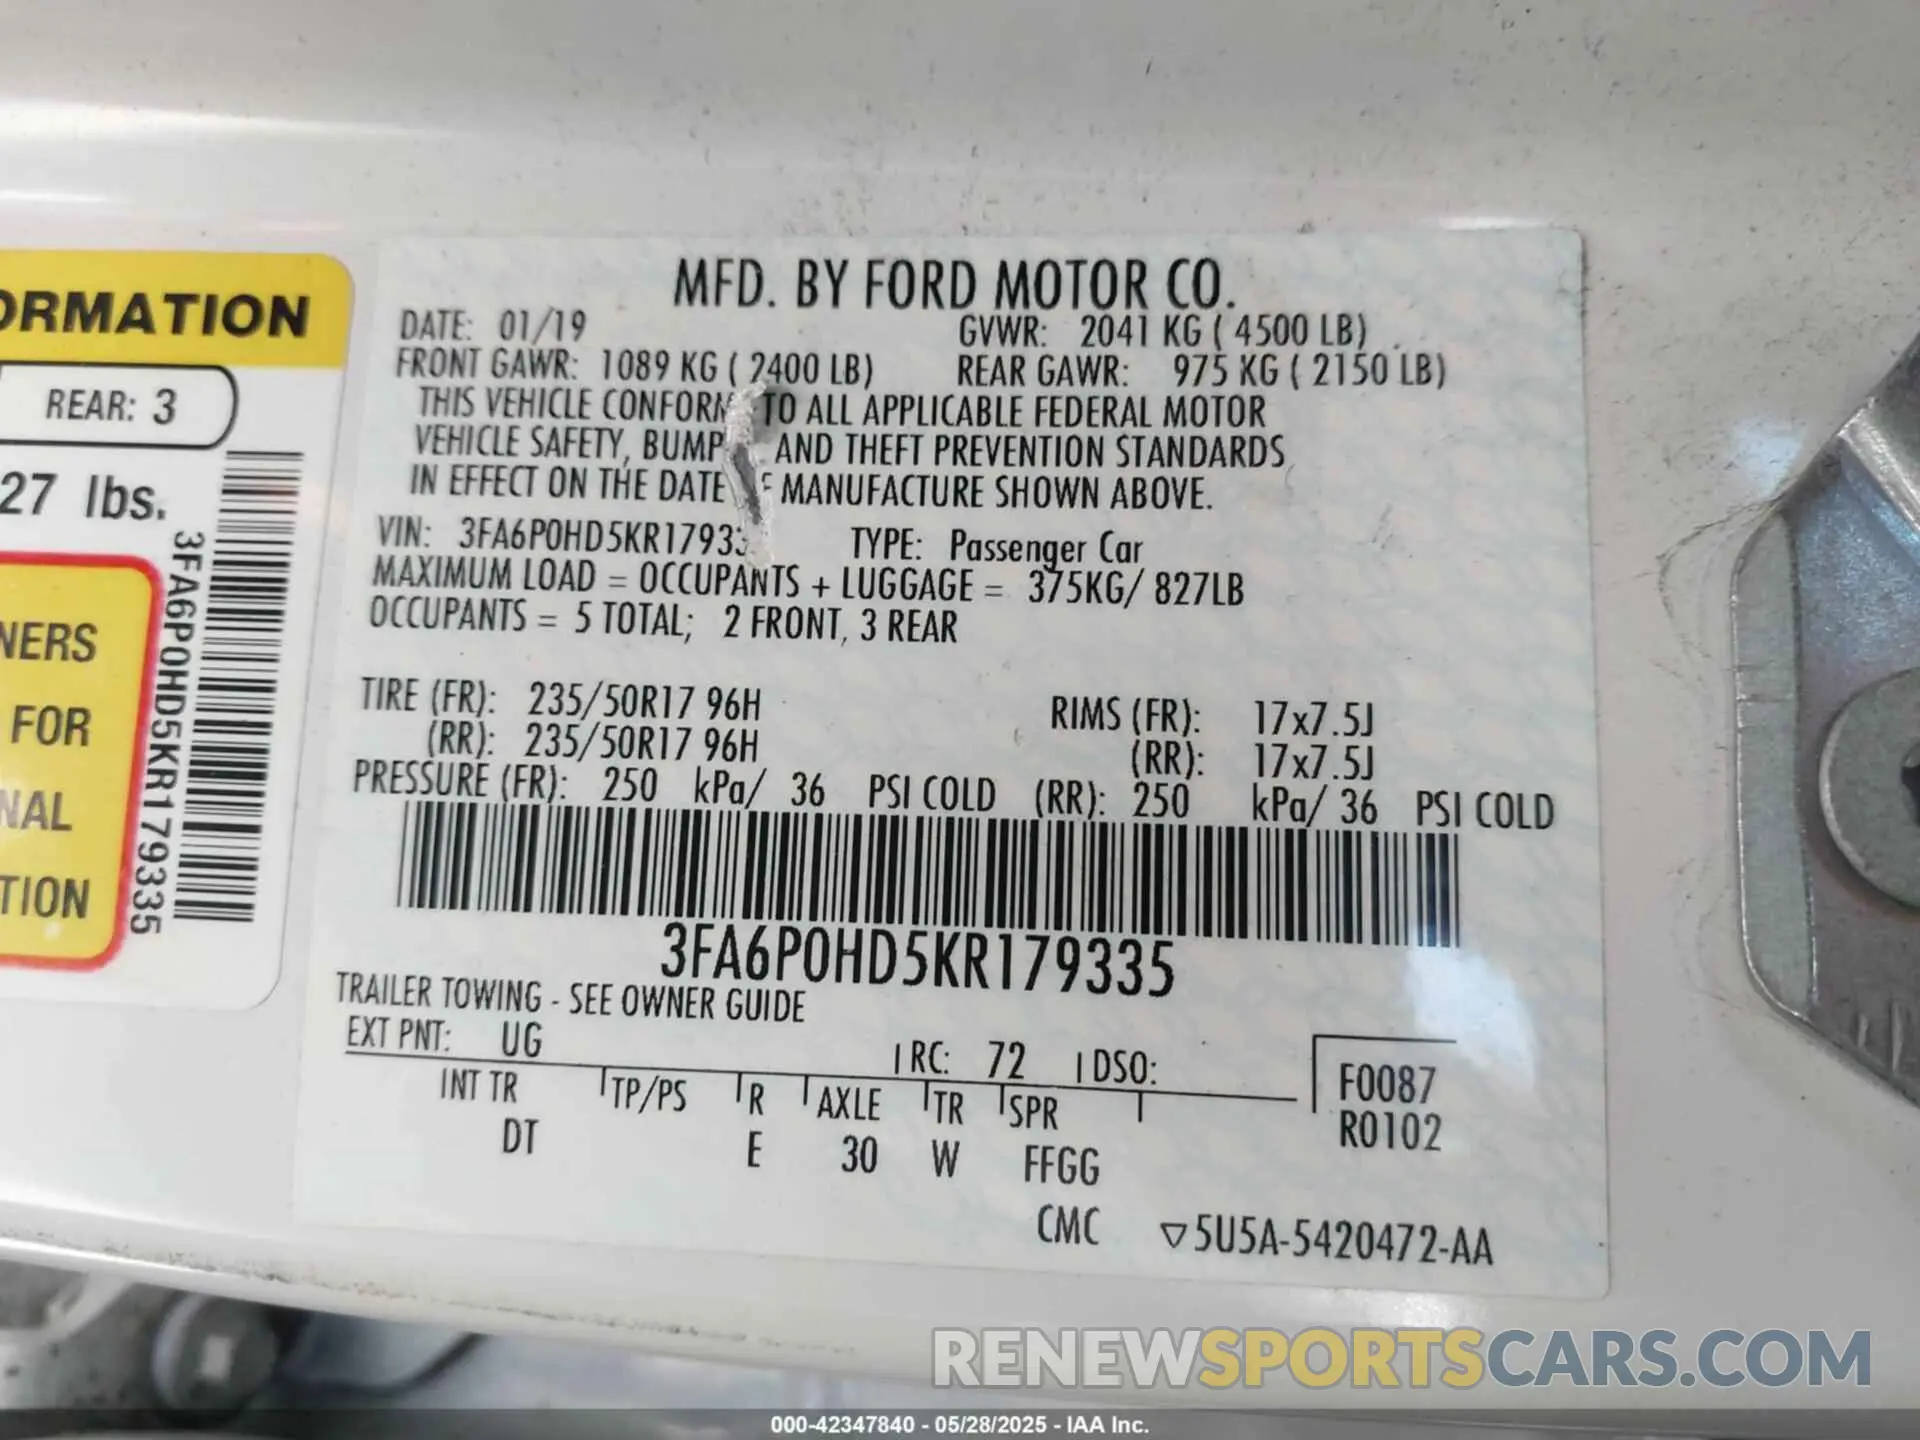 ORMATION
REAR: 3
27 lbs.
3FA6P0HD5KR179335
NERS
FOR
NAL
TION
MFD. BY FORD MOTOR CO.
DATE: 01/19 GVWR: 2041 KG ( 4500 LB)
FRONT GAWR: 1089 KG ( 2400 LB) REAR GAWR: 975 KG ( 2150 LB)
THIS VEHICLE CONFORM TO ALL APPLICABLE FEDERAL MOTOR
VEHICLE SAFETY, BUMP AND THEFT PREVENTION STANDARDS
IN EFFECT ON THE DATE MANUFACTURE SHOWN ABOVE.
VIN: 3FA6P0HD5KR17933 TYPE: Passenger Car
MAXIMUM LOAD = OCCUPANTS + LUGGAGE = 375KG/ 827LB
OCCUPANTS = 5 TOTAL; 2 FRONT, 3 REAR
TIRE (FR): 235/50R17 96H RIMS (FR): 17x7.5J
(RR): 235/50R17 96H (RR): 17x7.5J
PRESSURE (FR): 250 kPa/ 36 PSI COLD (RR): 250 kPa/ 36 PSI COLD
3FA6P0HD5KR179335
TRAILER TOWING - SEE OWNER GUIDE
EXT PNT: UG RC: 72 DSO:
INT TR TP/PS R AXLE TR SPR
F0087
R0102
DT E 30 W FFGG
CMC ▽5U5A-5420472-AA
RENEWSPORTSCARS.COM
000-42347840 - 05/28/2025 - IAA Inc.